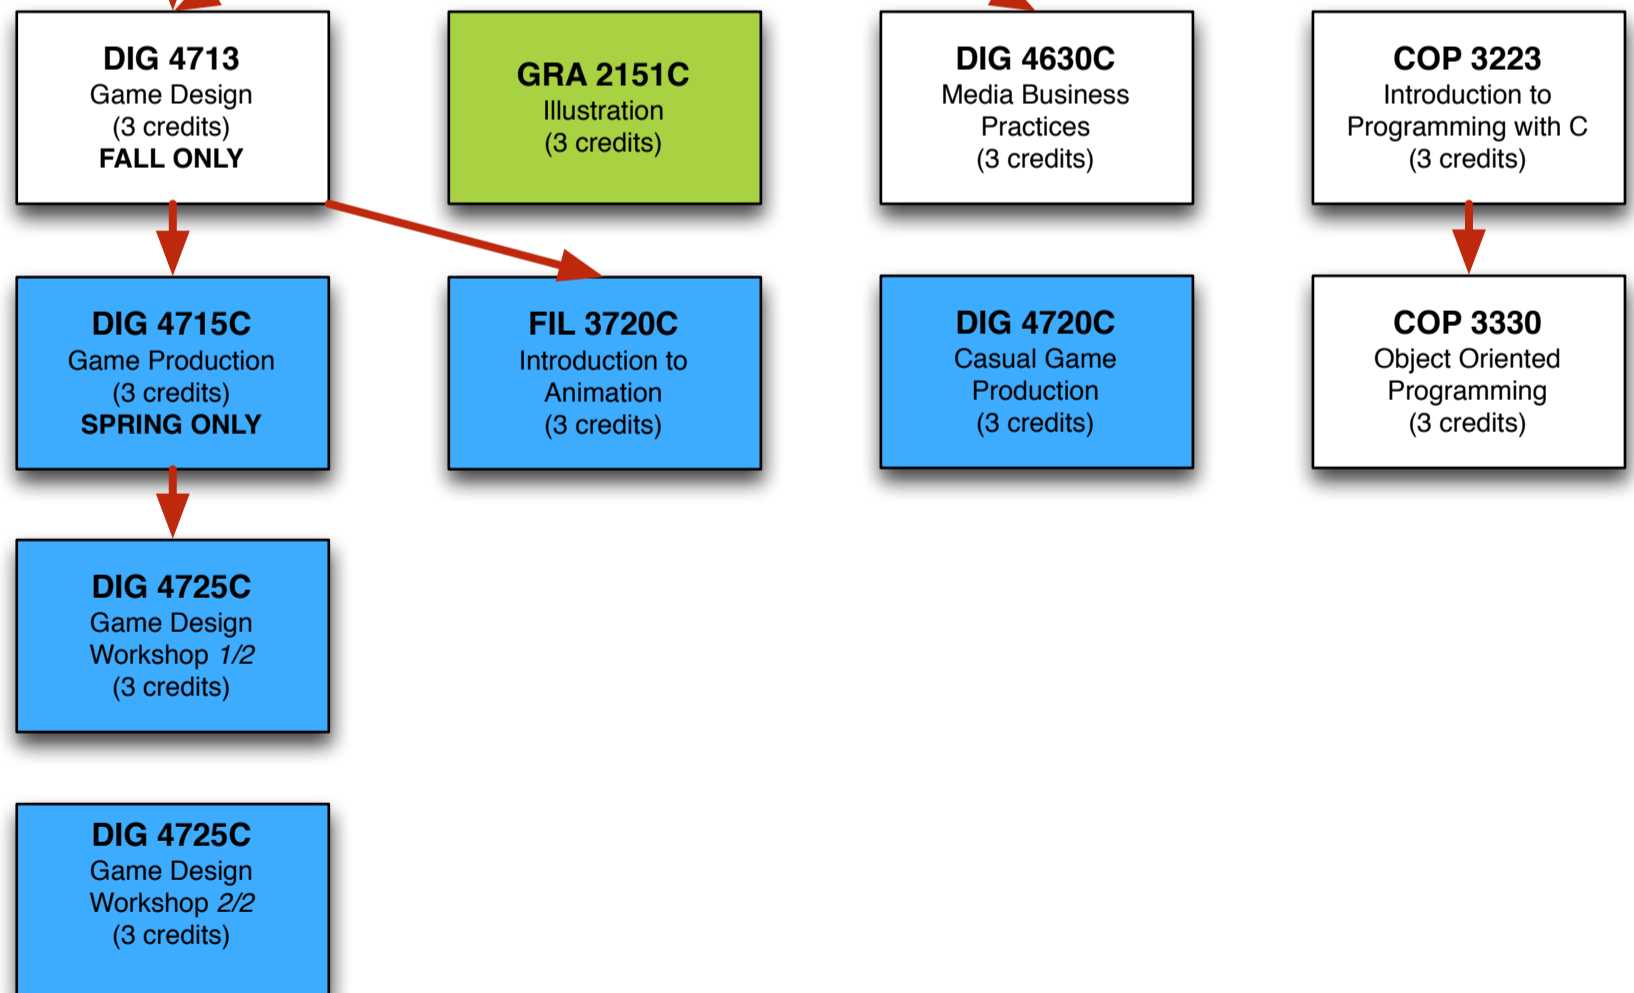 DIG 4713
Game Design
(3 credits)
FALL ONLY
GRA 2151C
Illustration
(3 credits)
DIG 4630C
Media Business
Practices
(3 credits)
COP 3223
Introduction to
Programming with C
(3 credits)
DIG 4715C
Game Production
(3 credits)
SPRING ONLY
FIL 3720C
Introduction to
Animation
(3 credits)
DIG 4720C
Casual Game
Production
(3 credits)
COP 3330
Object Oriented
Programming
(3 credits)
DIG 4725C
Game Design
Workshop 1/2
(3 credits)
DIG 4725C
Game Design
Workshop 2/2
(3 credits)